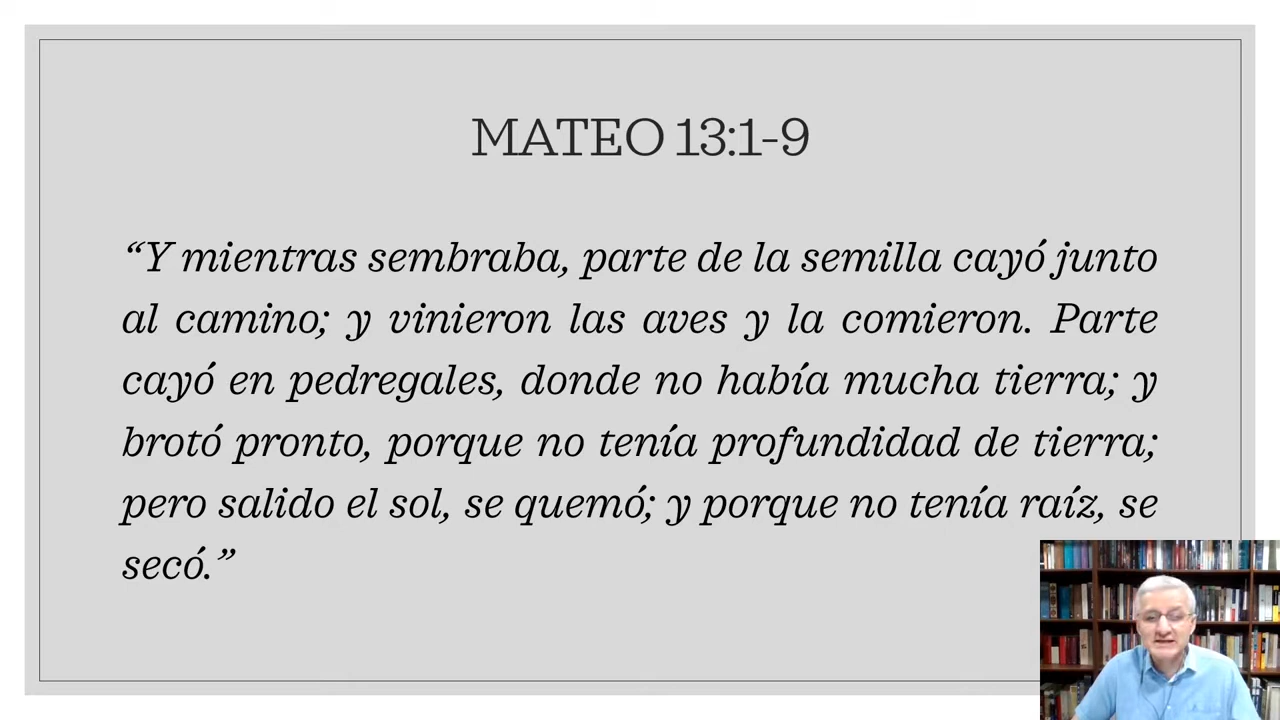 MATEO 13:1-9
“Y mientras sembraba, parte de la semilla cayó junto
al camino; y vinieron las aves y la comieron. Parte
cayó en pedregales, donde no había mucha tierra; y
brotó pronto, porque no tenía profundidad de tierra;
pero salido el sol, se quemó; y porque no tenía raíz, se
secó.”